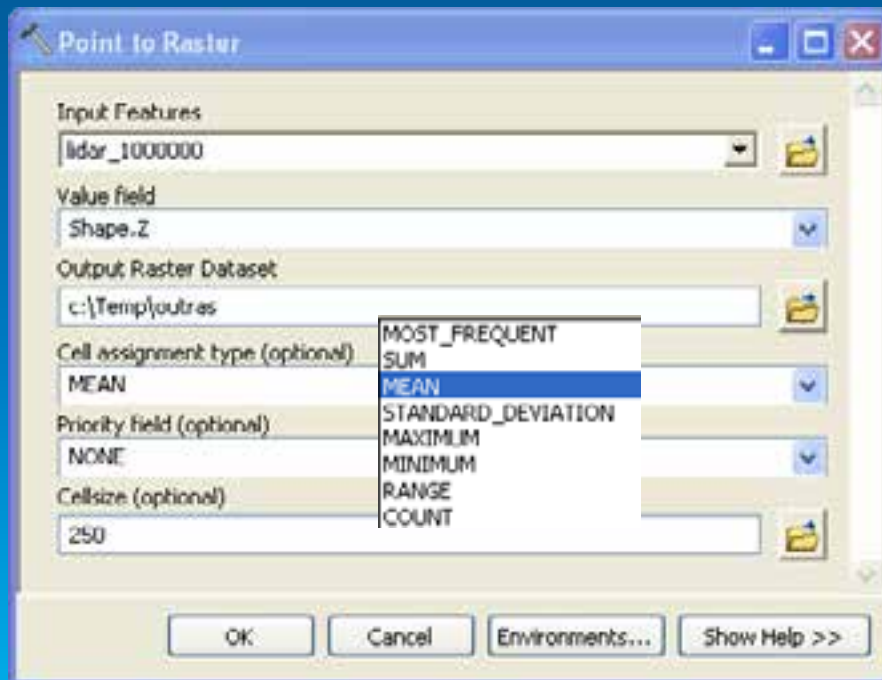 Point to Raster
Input Features
lidar_1000000
Value field
Shape.Z
Output Raster Dataset
c:\Temp\outras
Cell assignment type (optional)
MEAN
MOST_FREQUENT
SUM
MEAN
STANDARD_DEVIATION
MAXIMUM
MINIMUM
RANGE
COUNT
Priority field (optional)
NONE
Cellsize (optional)
250
OK
Cancel
Environments...
Show Help >>